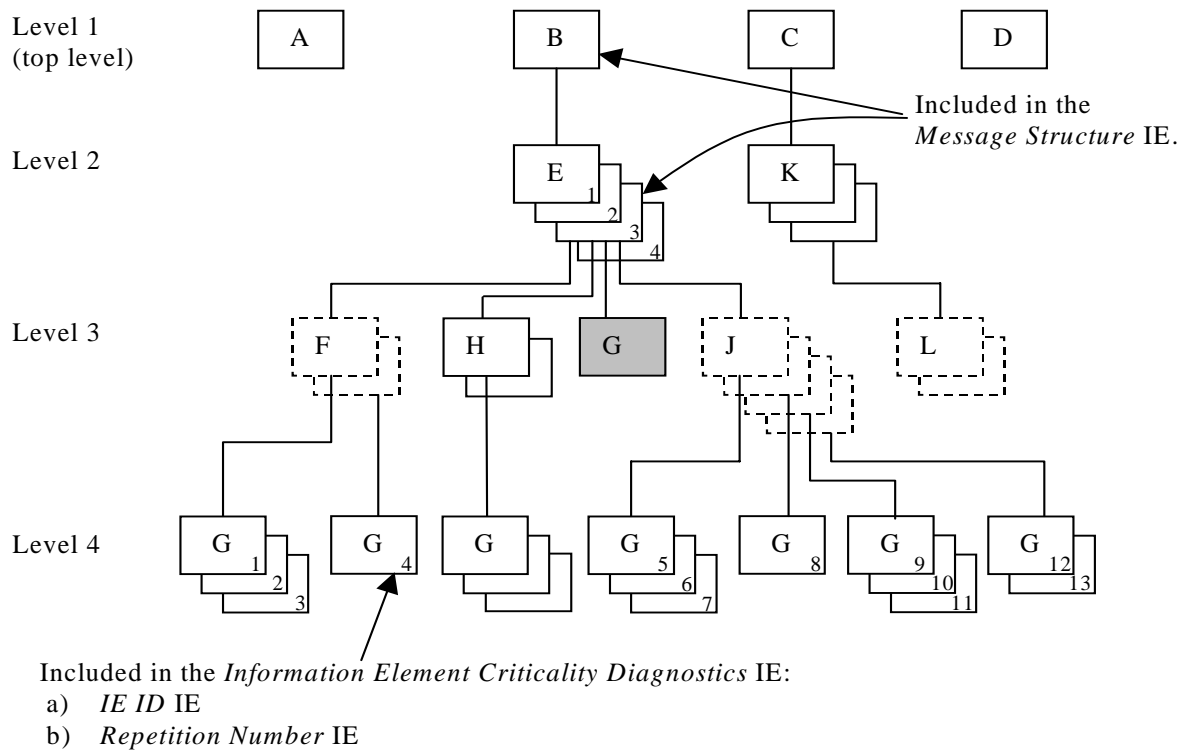 Level 1
(top level)
A
B
C
D
Included in the
Message Structure IE.
Level 2
E
1
2
3
4
K
Level 3
F
H
G
J
L
Level 4
G
1
2
3
G
4
G
G
5
6
7
G
8
G
9
10
11
G
12
13
Included in the Information Element Criticality Diagnostics IE:
a) IE ID IE
b) Repetition Number IE